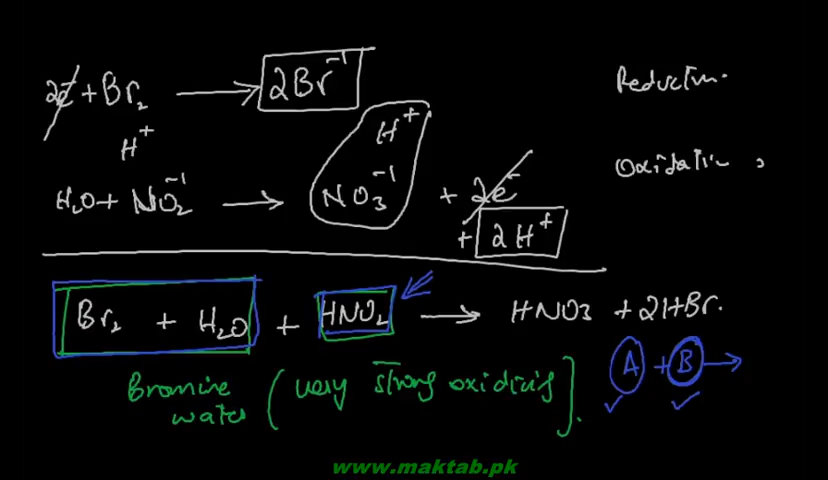 2e⁻ + Br₂ → 2Br⁻¹ Reduction.
H⁺ H⁺
H₂O + NO₂⁻¹ → NO₃⁻¹ + 2e⁻ Oxidation,
+ 2H⁺
Br₂ + H₂O + HNO₂ → HNO₃ + 2HBr.
A + B →
Bromine water (very strong oxidizing).
www.maktab.pk